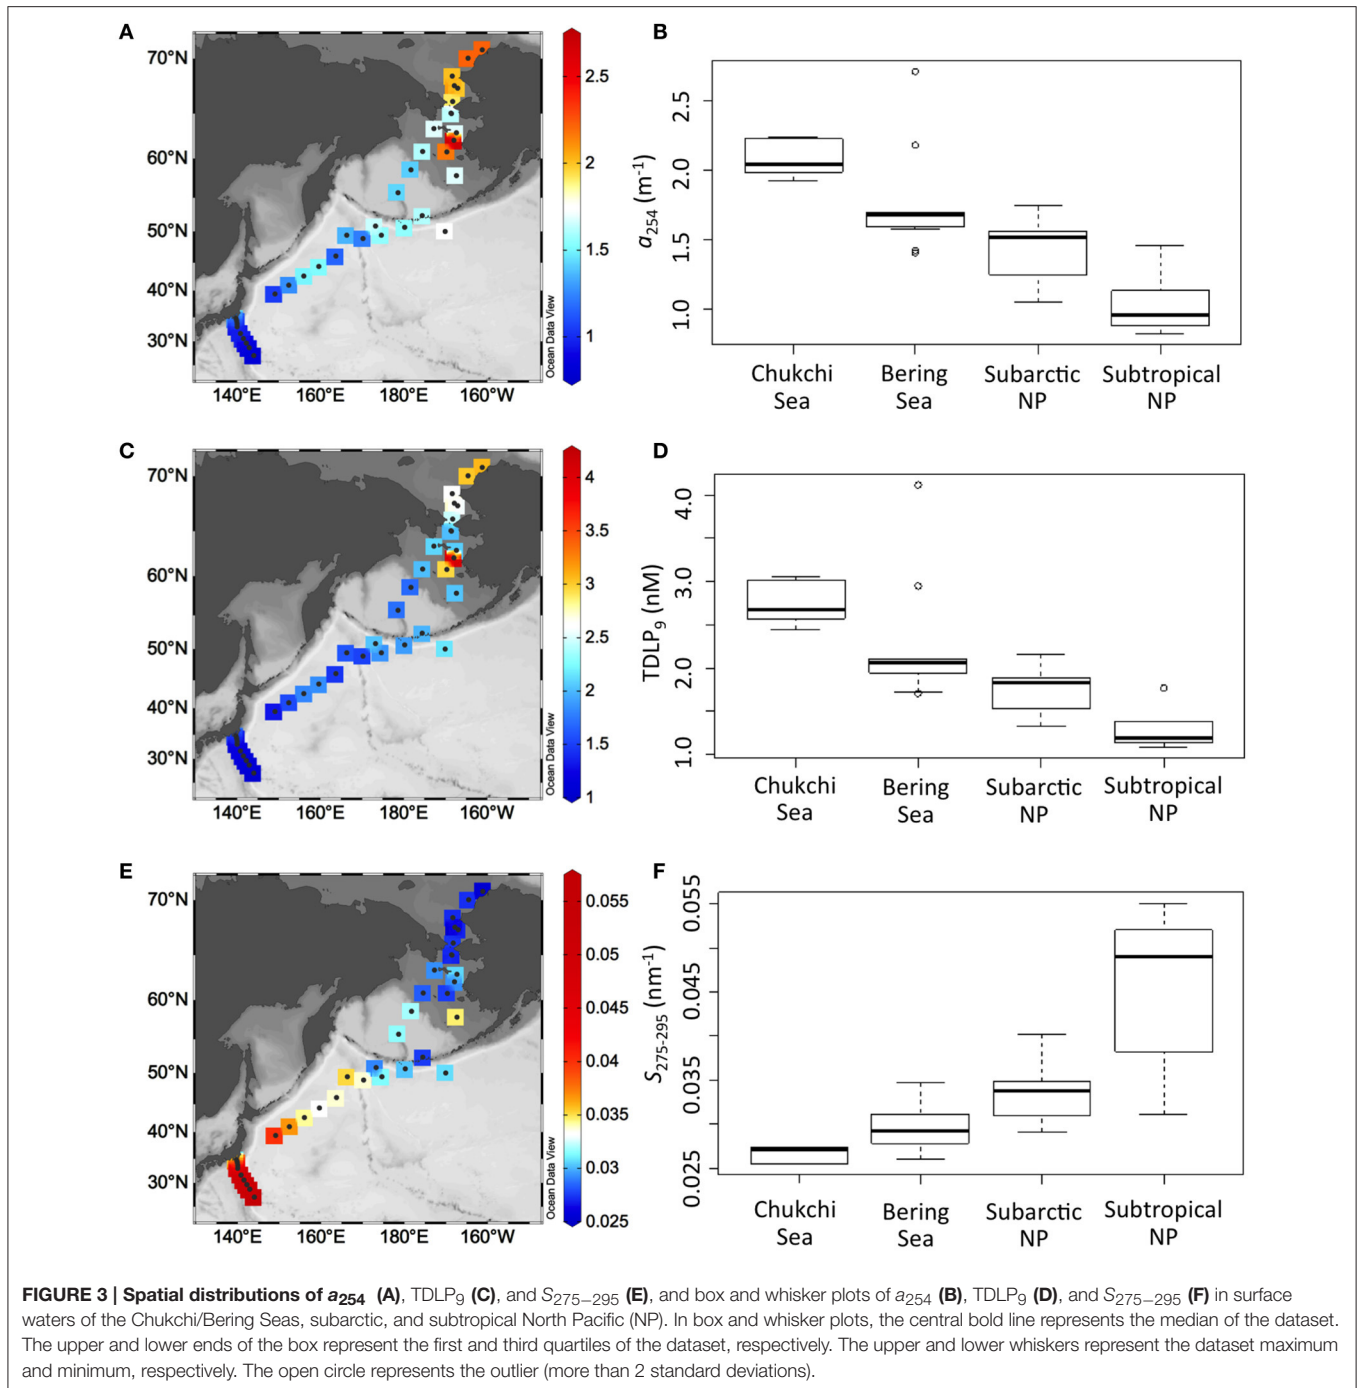 A
70°N
60°N
50°N
40°N
30°N
140°E 160°E 180°E 160°W
Ocean Data View
2.5
2
1.5
1
B
a254 (m-1)
2.5
2.0
1.5
1.0
Chukchi Sea
Bering Sea
Subarctic NP
Subtropical NP
C
70°N
60°N
50°N
40°N
30°N
140°E 160°E 180°E 160°W
Ocean Data View
4
3.5
3
2.5
2
1.5
1
D
TDLP9 (nM)
4.0
3.0
2.0
1.0
Chukchi Sea
Bering Sea
Subarctic NP
Subtropical NP
E
70°N
60°N
50°N
40°N
30°N
140°E 160°E 180°E 160°W
Ocean Data View
0.055
0.05
0.045
0.04
0.035
0.03
0.025
F
S275-295 (nm-1)
0.055
0.045
0.035
0.025
Chukchi Sea
Bering Sea
Subarctic NP
Subtropical NP
FIGURE 3 | Spatial distributions of a254 (A), TDLP9 (C), and S275−295 (E), and box and whisker plots of a254 (B), TDLP9 (D), and S275−295 (F) in surface
waters of the Chukchi/Bering Seas, subarctic, and subtropical North Pacific (NP). In box and whisker plots, the central bold line represents the median of the dataset.
The upper and lower ends of the box represent the first and third quartiles of the dataset, respectively. The upper and lower whiskers represent the dataset maximum
and minimum, respectively. The open circle represents the outlier (more than 2 standard deviations).